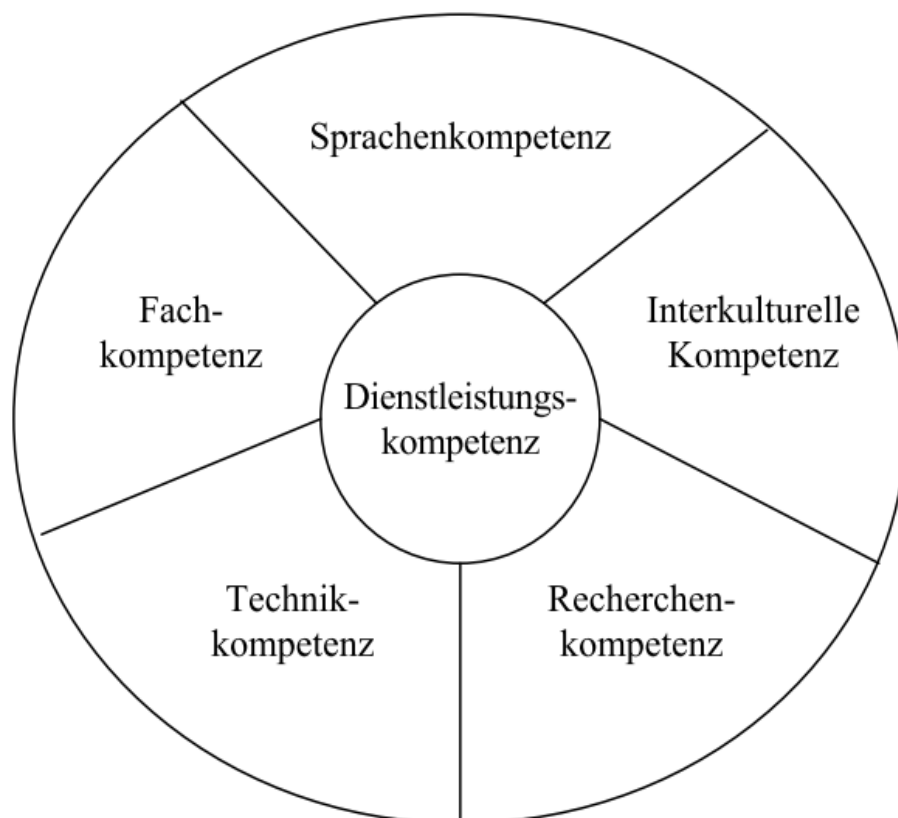 Sprachenkompetenz
Fach-
kompetenz
Interkulturelle
Kompetenz
Dienstleistungs-
kompetenz
Technik-
kompetenz
Recherchen-
kompetenz